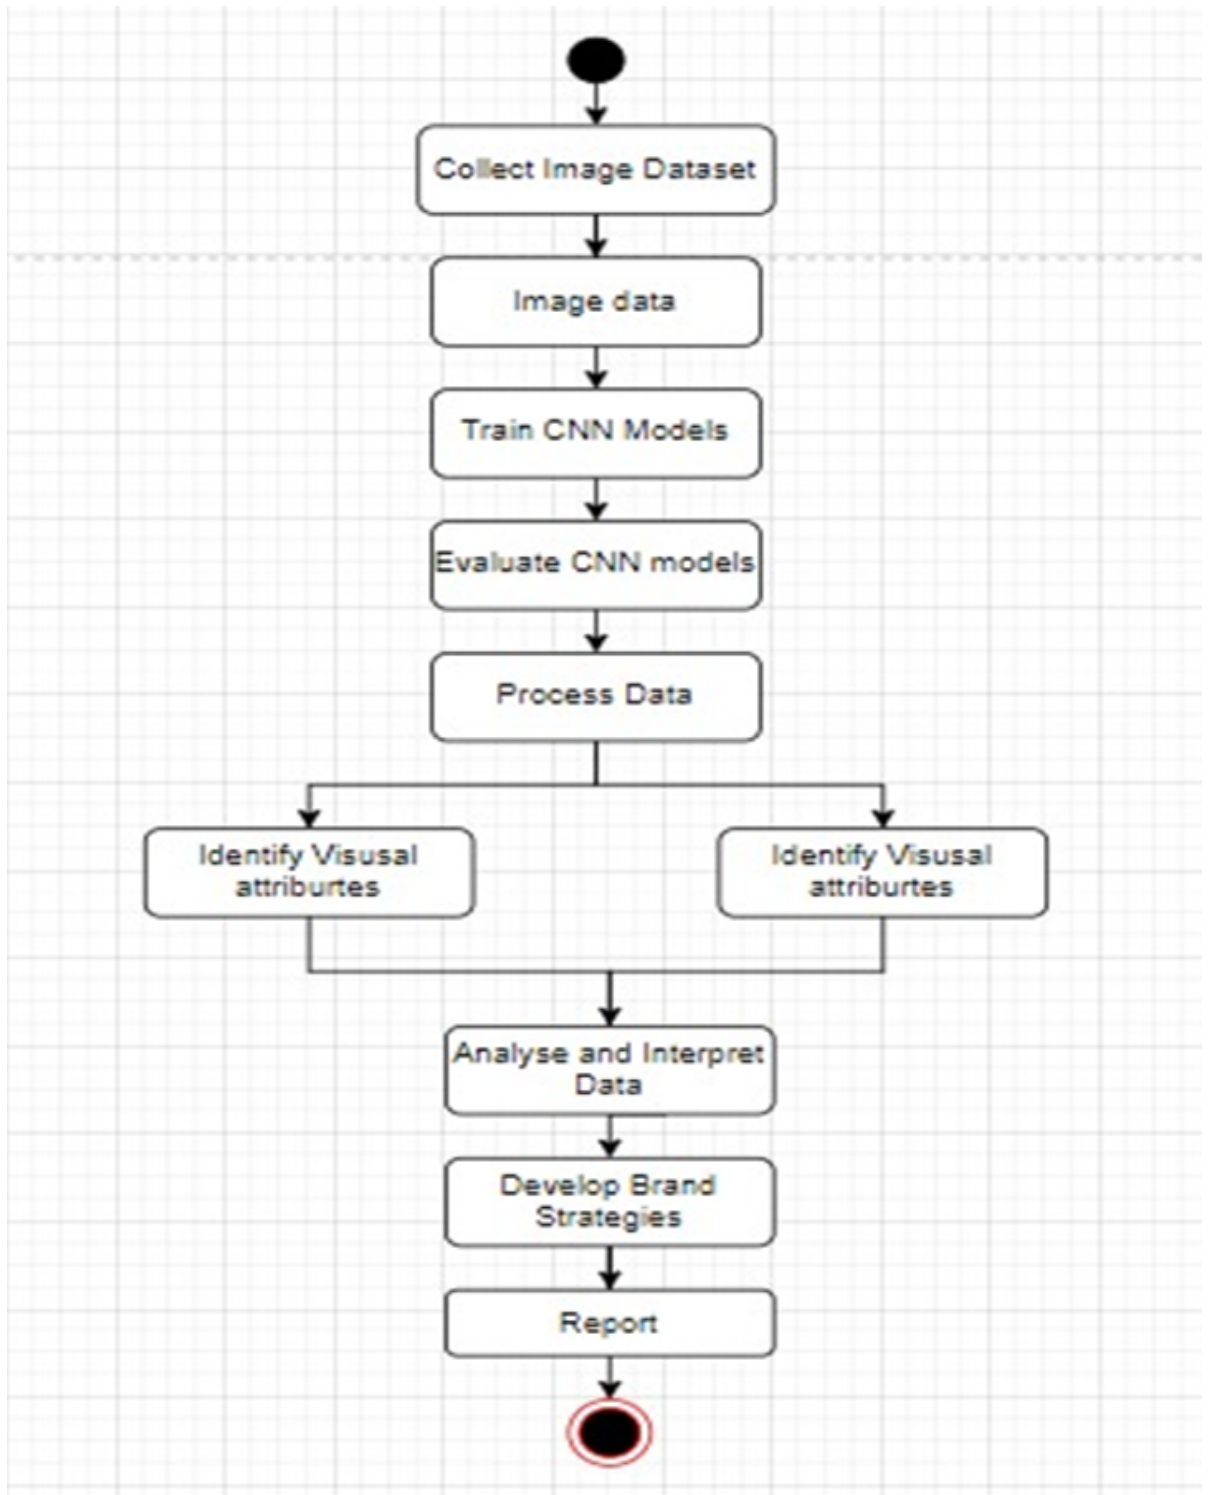 Collect Image Dataset
Image data
Train CNN Models
Evaluate CNN models
Process Data
Identify Visusal
attriburtes
Identify Visusal
attriburtes
Analyse and Interpret
Data
Develop Brand
Strategies
Report